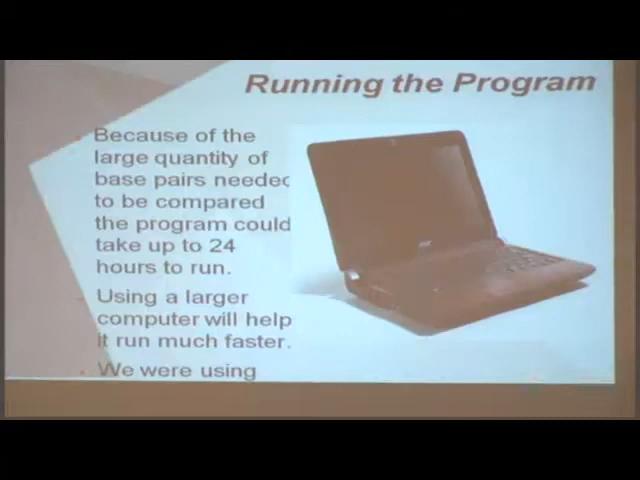 Running the Program
Because of the
large quantity of
base pairs needed
to be compared
the program could
take up to 24
hours to run.
Using a larger
computer will help
it run much faster.
We were using